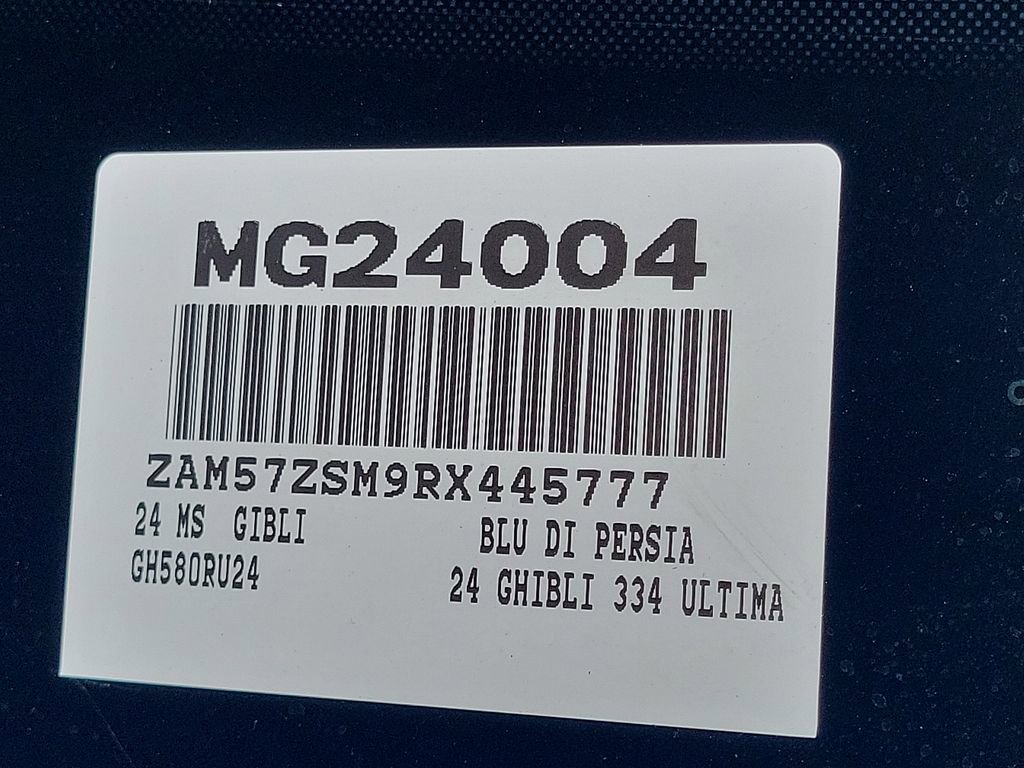 MG24004
ZAM57ZSM9RX445777
24 MS GIBLI
BLU DI PERSIA
GH580RU24
24 GHIBLI 334 ULTIMA